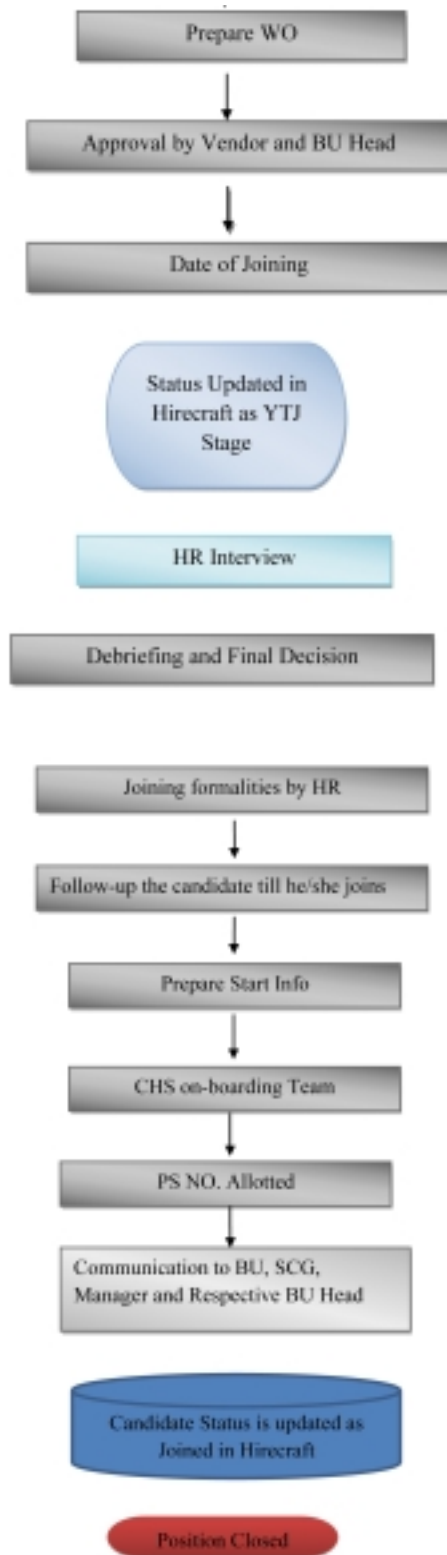 Prepare WO
Approval by Vendor and BU Head
Date of Joining
Status Updated in
Hirecraft as YTJ
Stage
HR Interview
Debriefing and Final Decision
Joining formalities by HR
Follow-up the candidate till he/she joins
Prepare Start Info
CHS on-boarding Team
PS NO. Allotted
Communication to BU, SCG,
Manager and Respective BU Head
Candidate Status is updated as
Joined in Hirecraft
Position Closed